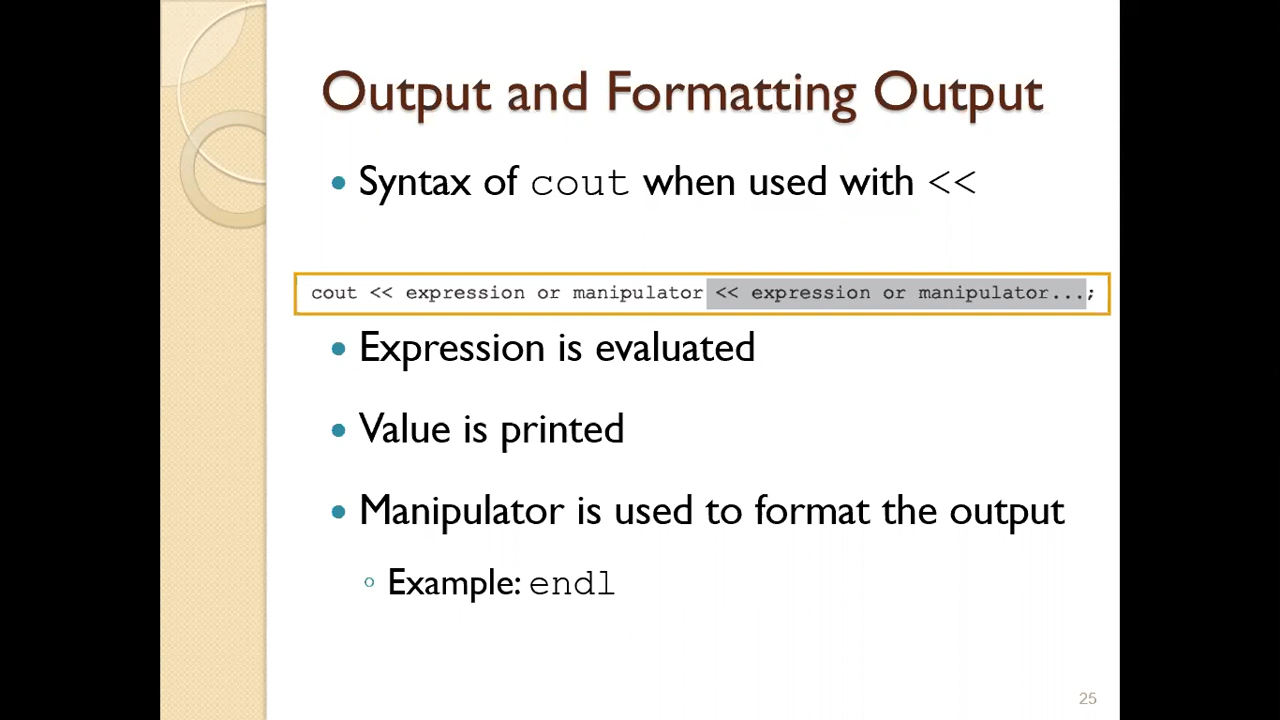 Output and Formatting Output
• Syntax of cout when used with <<
cout << expression or manipulator << expression or manipulator...;
• Expression is evaluated
• Value is printed
• Manipulator is used to format the output
◦ Example: endl
25